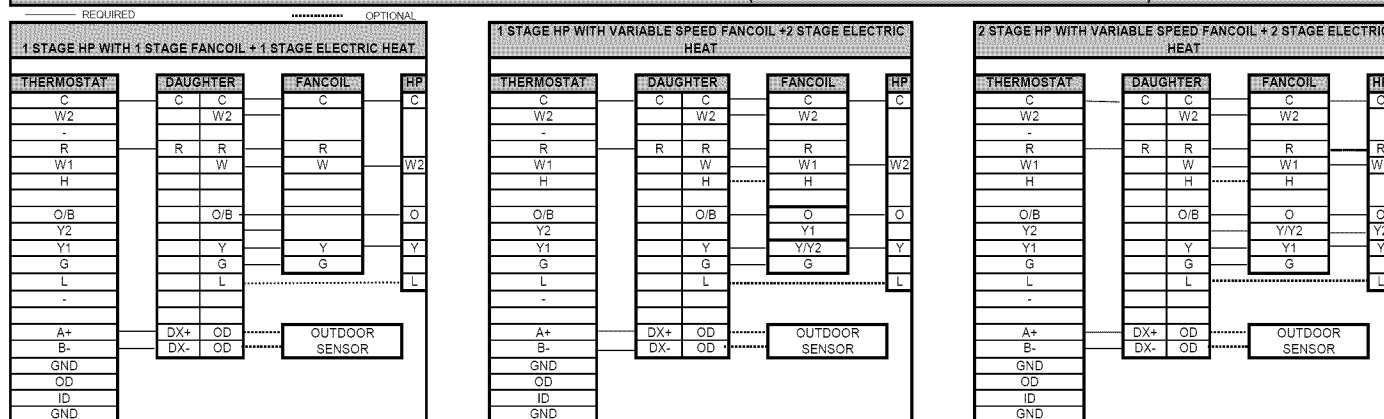 REQUIRED OPTIONAL
1 STAGE HP WITH 1 STAGE FANCOIL + 1 STAGE ELECTRIC HEAT
THERMOSTAT DAUGHTER FANCOIL HP
C C C C C
W2 W2
-
R R R R
W1 W W W2
H
O/B O/B O
Y2
Y1 Y Y Y
G G G
L L L
-
A+ DX+ OD OUTDOOR
B- DX- OD SENSOR
GND
OD
ID
GND
1 STAGE HP WITH VARIABLE SPEED FANCOIL +2 STAGE ELECTRIC
HEAT
THERMOSTAT DAUGHTER FANCOIL HP
C C C C C
W2 W2 W2
-
R R R R
W1 W W1 W2
H H H
O/B O/B O O
Y2 Y1
Y1 Y Y/Y2 Y
G G G
L L L
-
A+ DX+ OD OUTDOOR
B- DX- OD SENSOR
GND
OD
ID
GND
2 STAGE HP WITH VARIABLE SPEED FANCOIL + 2 STAGE ELECTRIC
HEAT
THERMOSTAT DAUGHTER FANCOIL HP
C C C C C
W2 W2 W2
-
R R R R R
W1 W W1 W
H H H
O/B O/B O O
Y2 Y/Y2 Y2
Y1 Y Y1 Y
G G G
L L L
-
A+ DX+ OD OUTDOOR
B- DX- OD SENSOR
GND
OD
ID
GND